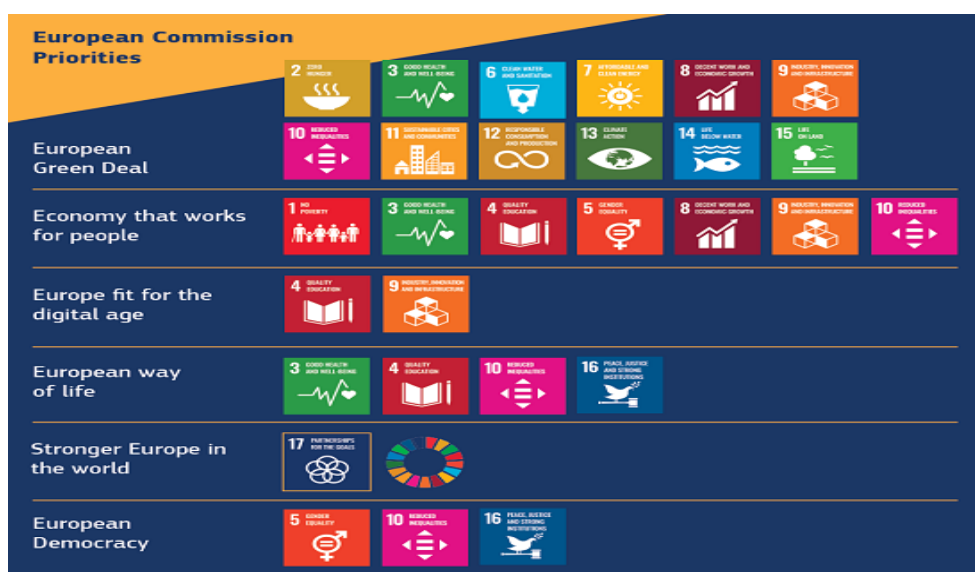 European Commission
Priorities
2 ZERO
HUNGER
3 GOOD HEALTH
AND WELL-BEING
6 CLEAN WATER
AND SANITATION
7 AFFORDABLE AND
CLEAN ENERGY
8 DECENT WORK AND
ECONOMIC GROWTH
9 INDUSTRY, INNOVATION
AND INFRASTRUCTURE
European
Green Deal
10 REDUCED
INEQUALITIES
11 SUSTAINABLE CITIES
AND COMMUNITIES
12 RESPONSIBLE
CONSUMPTION
AND PRODUCTION
13 CLIMATE
ACTION
14 LIFE
BELOW WATER
15 LIFE
ON LAND
Economy that works
for people
1 NO
POVERTY
3 GOOD HEALTH
AND WELL-BEING
4 QUALITY
EDUCATION
5 GENDER
EQUALITY
8 DECENT WORK AND
ECONOMIC GROWTH
9 INDUSTRY, INNOVATION
AND INFRASTRUCTURE
10 REDUCED
INEQUALITIES
Europe fit for the
digital age
4 QUALITY
EDUCATION
9 INDUSTRY, INNOVATION
AND INFRASTRUCTURE
European way
of life
3 GOOD HEALTH
AND WELL-BEING
4 QUALITY
EDUCATION
10 REDUCED
INEQUALITIES
16 PEACE, JUSTICE
AND STRONG
INSTITUTIONS
Stronger Europe in
the world
17 PARTNERSHIPS
FOR THE GOALS
European
Democracy
5 GENDER
EQUALITY
10 REDUCED
INEQUALITIES
16 PEACE, JUSTICE
AND STRONG
INSTITUTIONS